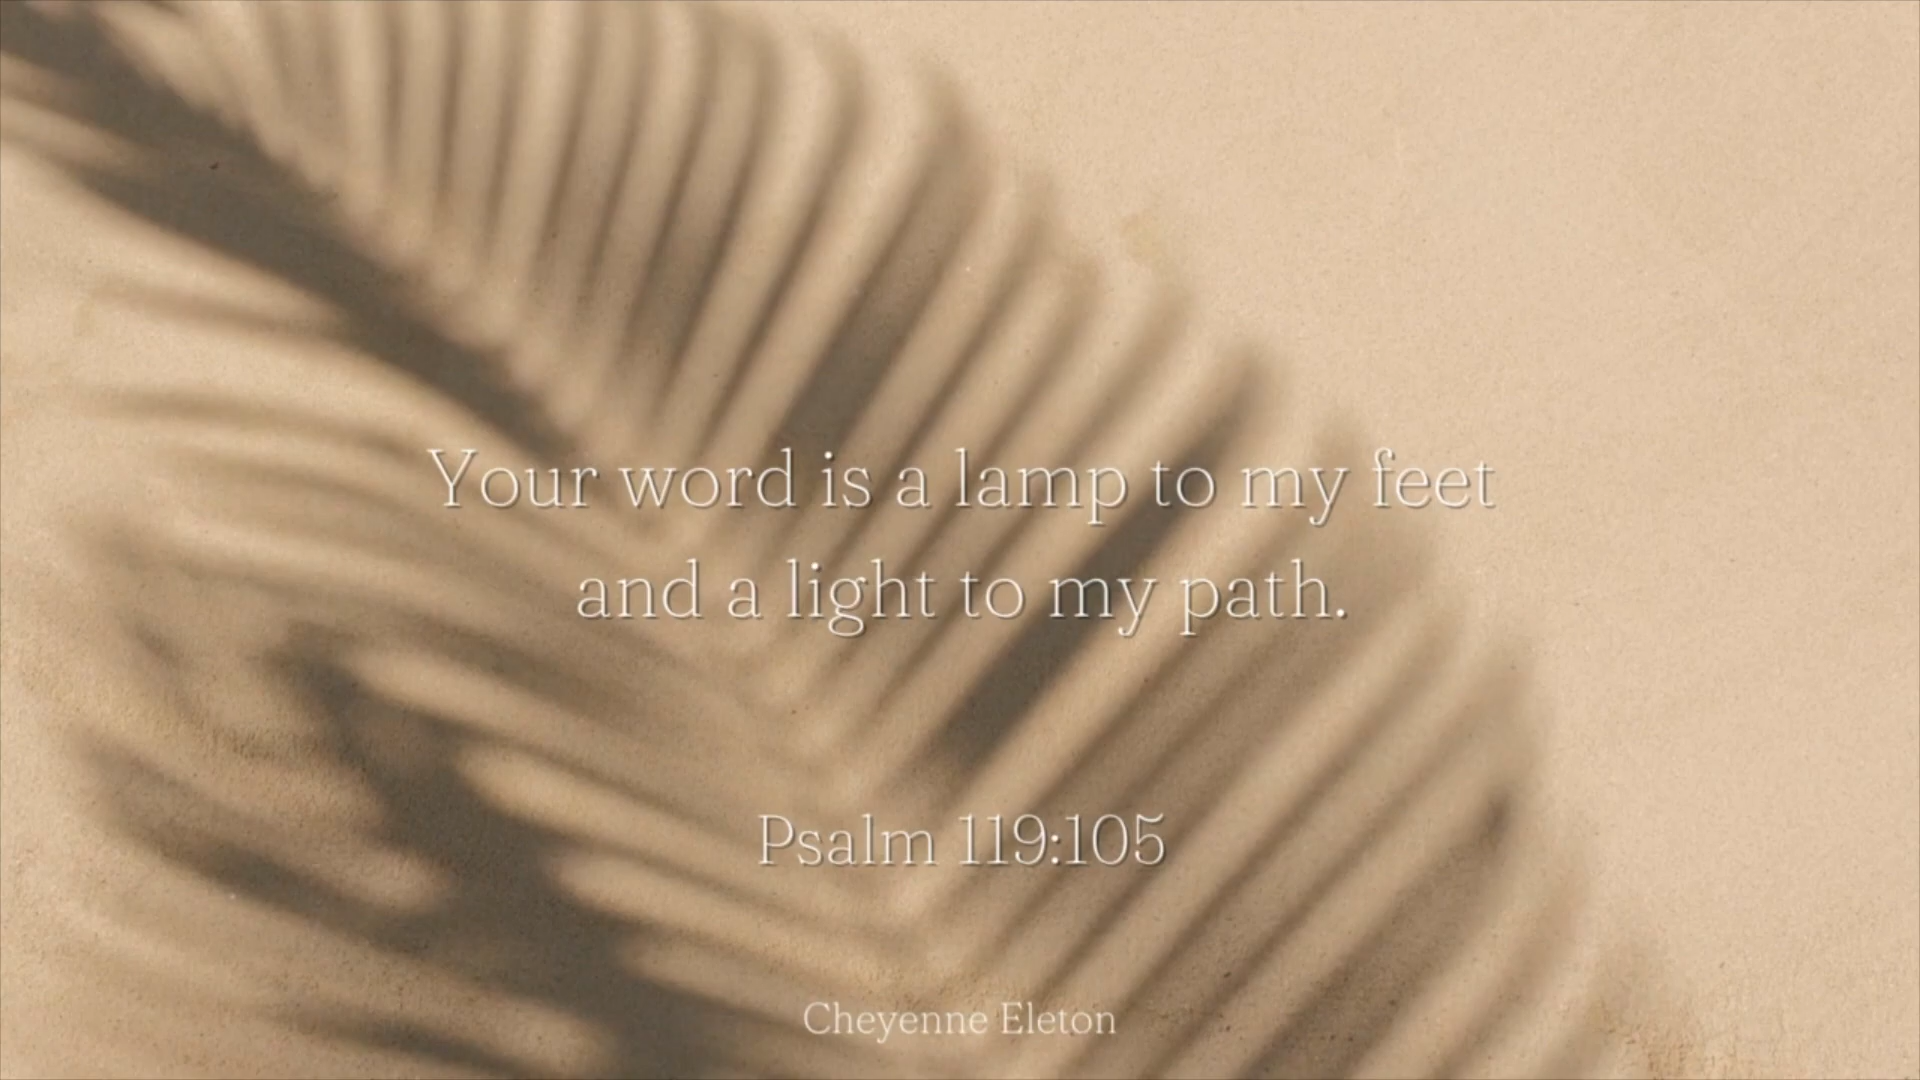 Your word is a lamp to my feet
and a light to my path.
Psalm 119:105
Cheyenne Eleton